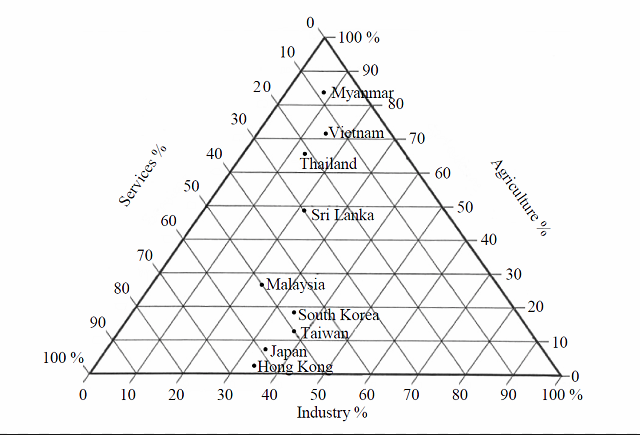 0
100 %
10
90
20
Myanmar
80
30
Vietnam
70
40
Thailand
60
Services %
Agriculture %
50
Sri Lanka
50
60
40
70
Malaysia
30
80
South Korea
20
90
Taiwan
10
100 %
Japan
Hong Kong
0
0 10 20 30 40 50 60 70 80 90 100 %
Industry %